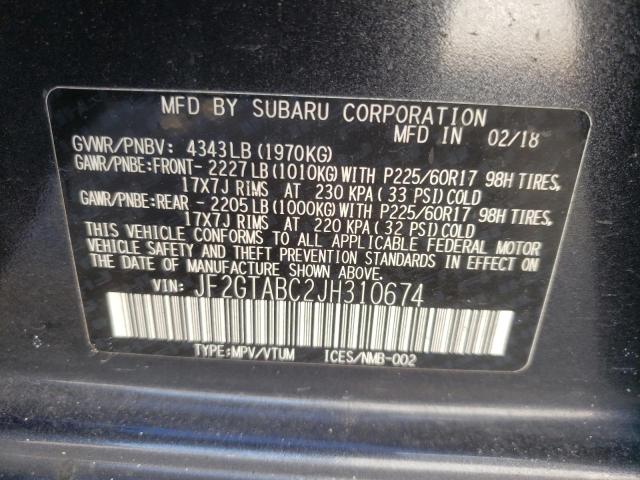 MFD BY SUBARU CORPORATION
MFD IN 02/18
GVWR/PNBV: 4343LB (1970KG)
GAWR/PNBE:FRONT- 2227LB (1010KG) WITH P225/60R17 98H TIRES,
17X7J RIMS AT 230 KPA (33 PSI) COLD
GAWR/PNBE:REAR - 2205LB (1000KG) WITH P225/60R17 98H TIRES,
17X7J RIMS AT 220 KPA (32 PSI) COLD
THIS VEHICLE CONFORMS TO ALL APPLICABLE FEDERAL MOTOR
VEHICLE SAFETY AND THEFT PREVENTION STANDARDS IN EFFECT
ON THE DATE OF MANUFACTURE SHOWN ABOVE.
VIN: JF2GTABC2JH310674
TYPE:MPV/VTUM ICES/NMB-002